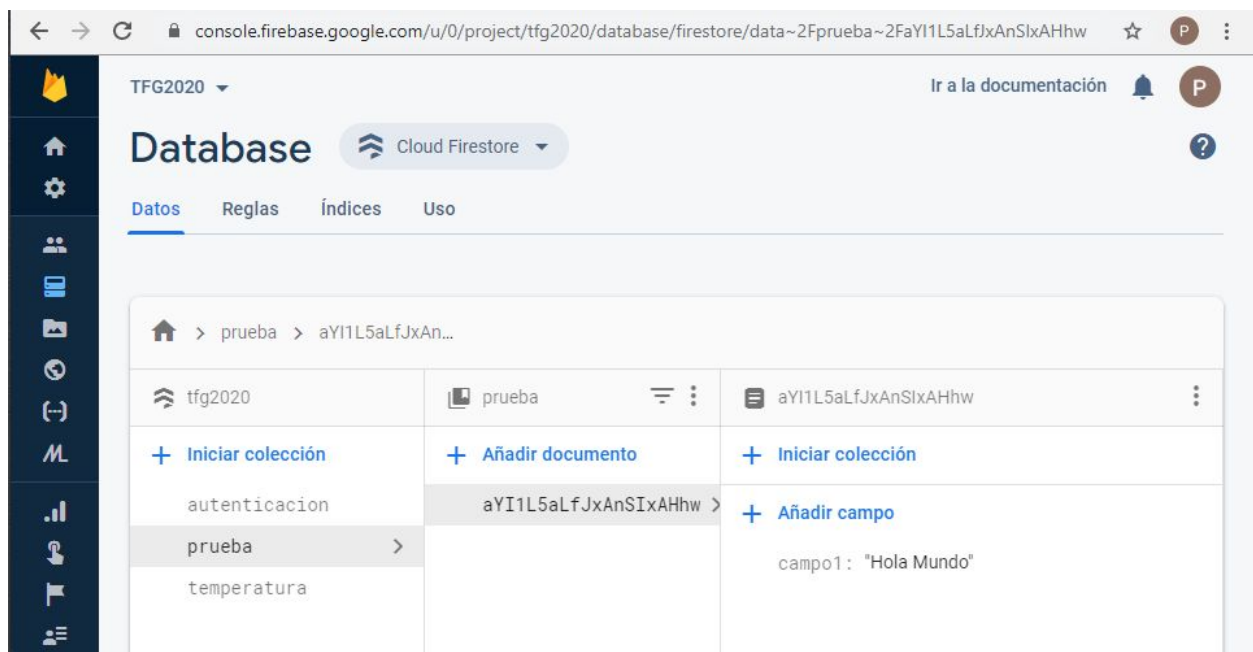 console.firebase.google.com/u/0/project/tfg2020/database/firestore/data~2Fprueba~2FaYI1L5aLfJxAnSIxAHhw
P
TFG2020
Ir a la documentación
P
Database
Cloud Firestore
?
Datos Reglas Índices Uso
> prueba > aYI1L5aLfJxAn...
tfg2020
prueba
aYI1L5aLfJxAnSIxAHhw
+ Iniciar colección
+ Añadir documento
+ Iniciar colección
autenticacion
aYI1L5aLfJxAnSIxAHhw >
+ Añadir campo
prueba >
campo1: "Hola Mundo"
temperatura